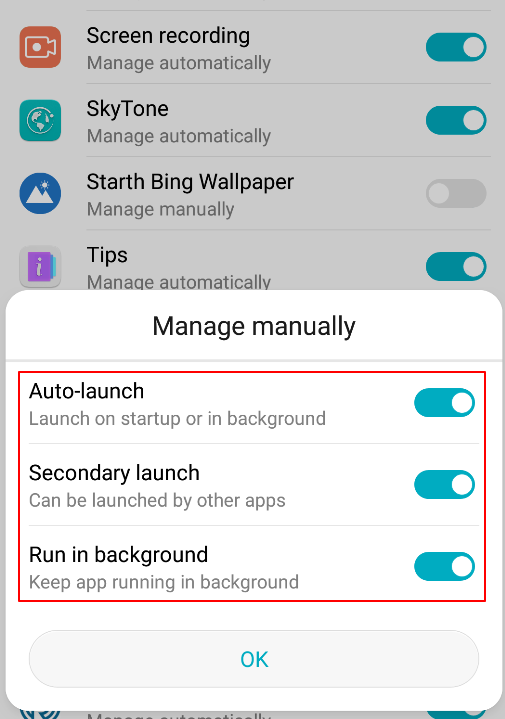 Screen recording
Manage automatically
SkyTone
Manage automatically
Starth Bing Wallpaper
Manage manually
Tips
Manage automatically
Manage manually
Auto-launch
Launch on startup or in background
Secondary launch
Can be launched by other apps
Run in background
Keep app running in background
OK
Manage automatically